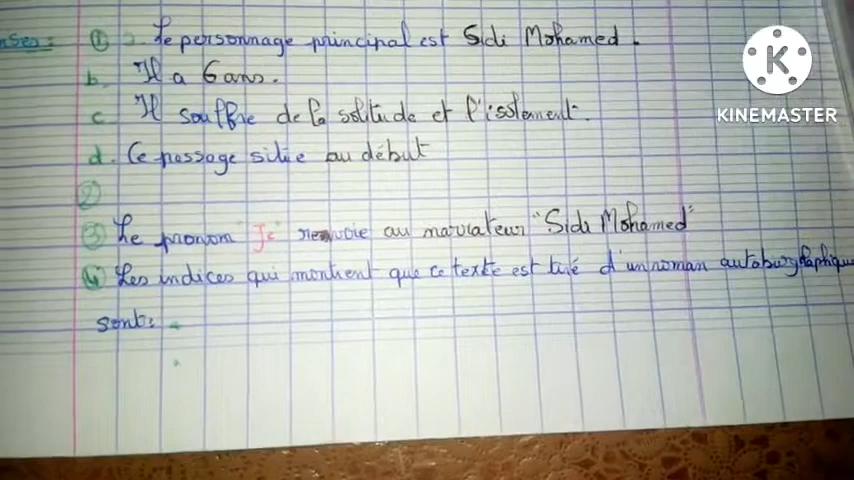 nses: ① a. Le personnage principal est Sidi Mohamed.
b. Il a 6 ans.
c Il souffre de la solitude et l'isolement.
d. Ce passage sitie au début
②
③ Le pronom "Je" renvoie au narrateur "Sidi Mohamed"
④ Les indices qui montrent que ce texte est tiré d'un roman autobiographique
sont:
K
KINEMASTER